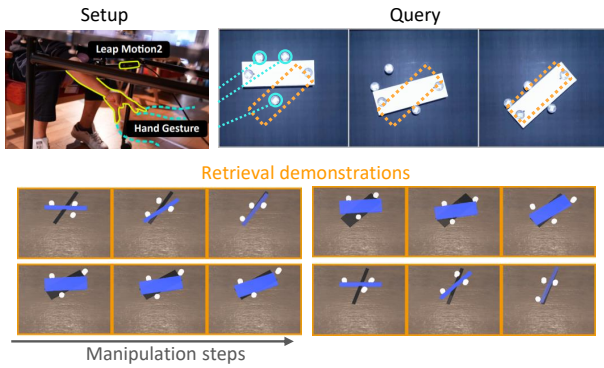 Setup
Query
Leap Motion2
Hand Gesture
Retrieval demonstrations
Manipulation steps